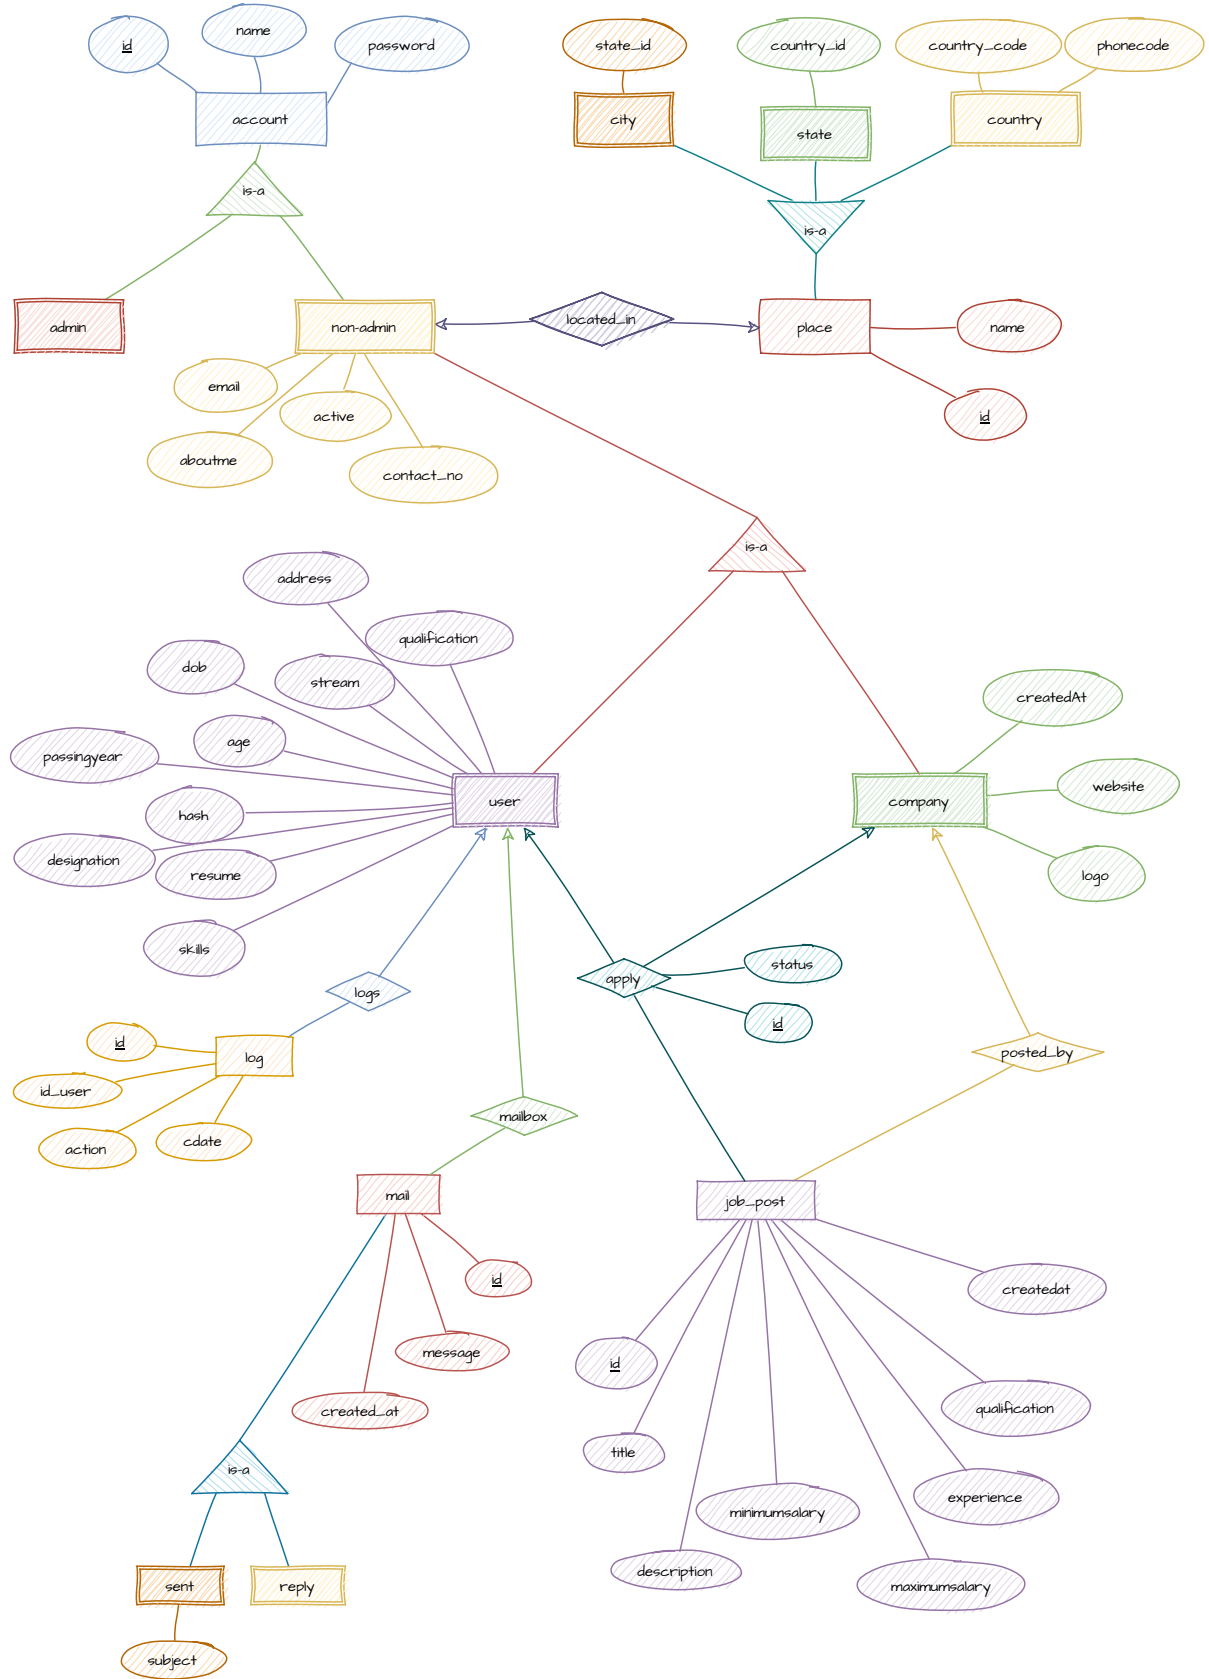 id
name
password
state_id
country_id
country_code
phonecode
account
city
state
country
is-a
is-a
admin
non-admin
located_in
place
name
email
active
id
aboutme
contact_no
is-a
address
qualification
dob
stream
createdAt
age
passingyear
website
user
company
hash
designation
resume
logo
skills
status
apply
logs
id
id
log
posted_by
id_user
mailbox
action
cdate
mail
job_post
id
createdat
message
id
created_at
qualification
title
is-a
experience
minimumsalary
description
sent
reply
maximumsalary
subject